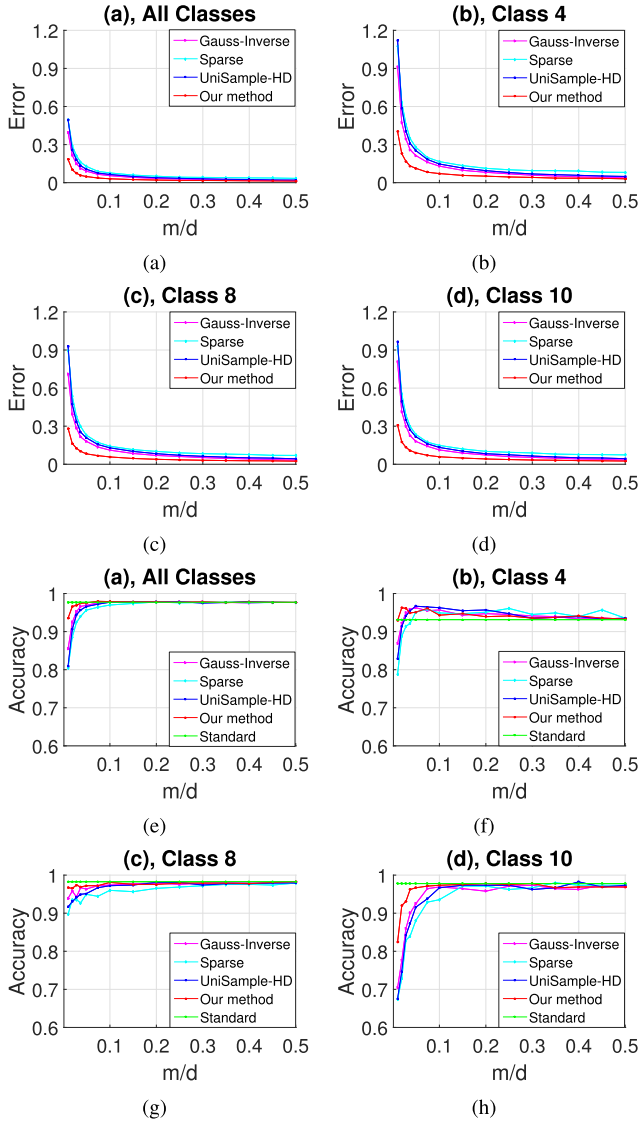 (a), All Classes
1.2
0.9
0.6
0.3
0
Error
Gauss-Inverse
Sparse
UniSample-HD
Our method
0.1 0.2 0.3 0.4 0.5
m/d
(a)
(b), Class 4
1.2
0.9
0.6
0.3
0
Error
Gauss-Inverse
Sparse
UniSample-HD
Our method
0.1 0.2 0.3 0.4 0.5
m/d
(b)
(c), Class 8
1.2
0.9
0.6
0.3
0
Error
Gauss-Inverse
Sparse
UniSample-HD
Our method
0.1 0.2 0.3 0.4 0.5
m/d
(c)
(d), Class 10
1.2
0.9
0.6
0.3
0
Error
Gauss-Inverse
Sparse
UniSample-HD
Our method
0.1 0.2 0.3 0.4 0.5
m/d
(d)
(a), All Classes
1
0.9
0.8
0.7
0.6
Accuracy
Gauss-Inverse
Sparse
UniSample-HD
Our method
Standard
0.1 0.2 0.3 0.4 0.5
m/d
(e)
(b), Class 4
1
0.9
0.8
0.7
0.6
Accuracy
Gauss-Inverse
Sparse
UniSample-HD
Our method
Standard
0.1 0.2 0.3 0.4 0.5
m/d
(f)
(c), Class 8
1
0.9
0.8
0.7
0.6
Accuracy
Gauss-Inverse
Sparse
UniSample-HD
Our method
Standard
0.1 0.2 0.3 0.4 0.5
m/d
(g)
(d), Class 10
1
0.9
0.8
0.7
0.6
Accuracy
Gauss-Inverse
Sparse
UniSample-HD
Our method
Standard
0.1 0.2 0.3 0.4 0.5
m/d
(h)